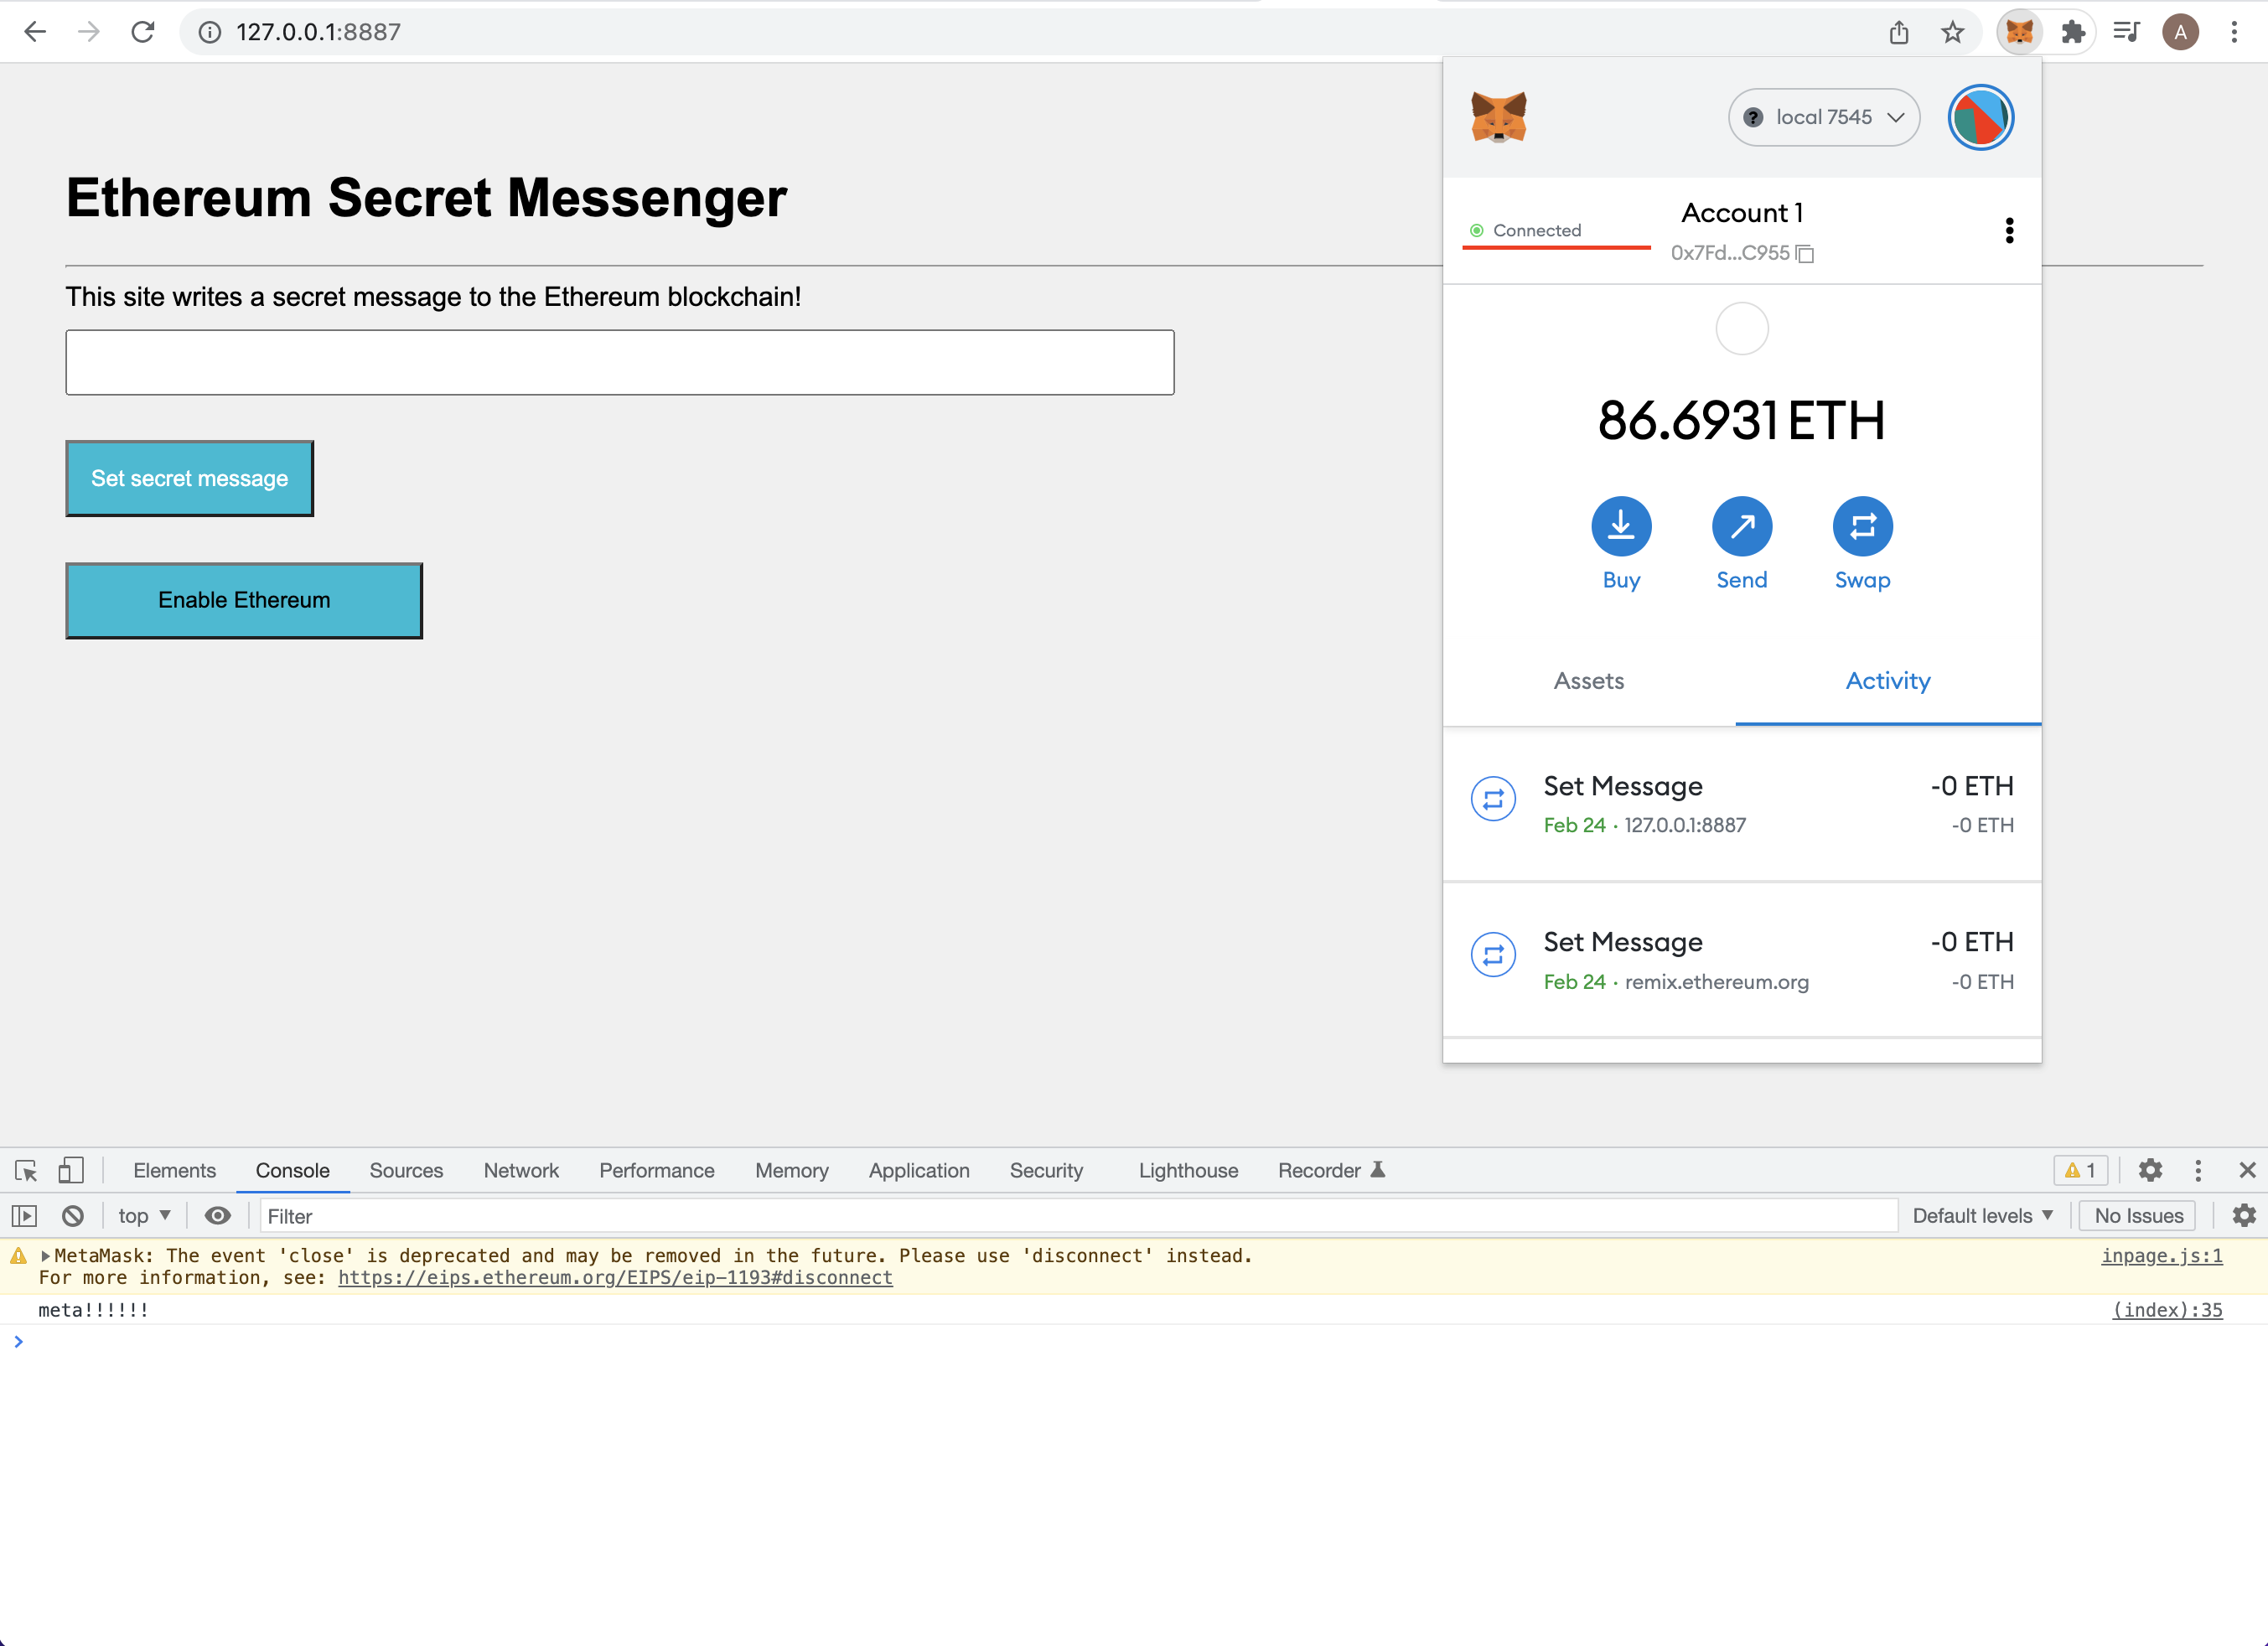 127.0.0.1:8887
A
Ethereum Secret Messenger
This site writes a secret message to the Ethereum blockchain!
Set secret message
Enable Ethereum
? local 7545
Connected
Account 1
0x7Fd...C955
86.6931 ETH
Buy Send Swap
Assets Activity
Set Message -0 ETH
Feb 24 · 127.0.0.1:8887 -0 ETH
Set Message -0 ETH
Feb 24 · remix.ethereum.org -0 ETH
Elements Console Sources Network Performance Memory Application Security Lighthouse Recorder 1
top Filter Default levels No Issues
MetaMask: The event 'close' is deprecated and may be removed in the future. Please use 'disconnect' instead. inpage.js:1
For more information, see: https://eips.ethereum.org/EIPS/eip-1193#disconnect
meta!!!!!! (index):35